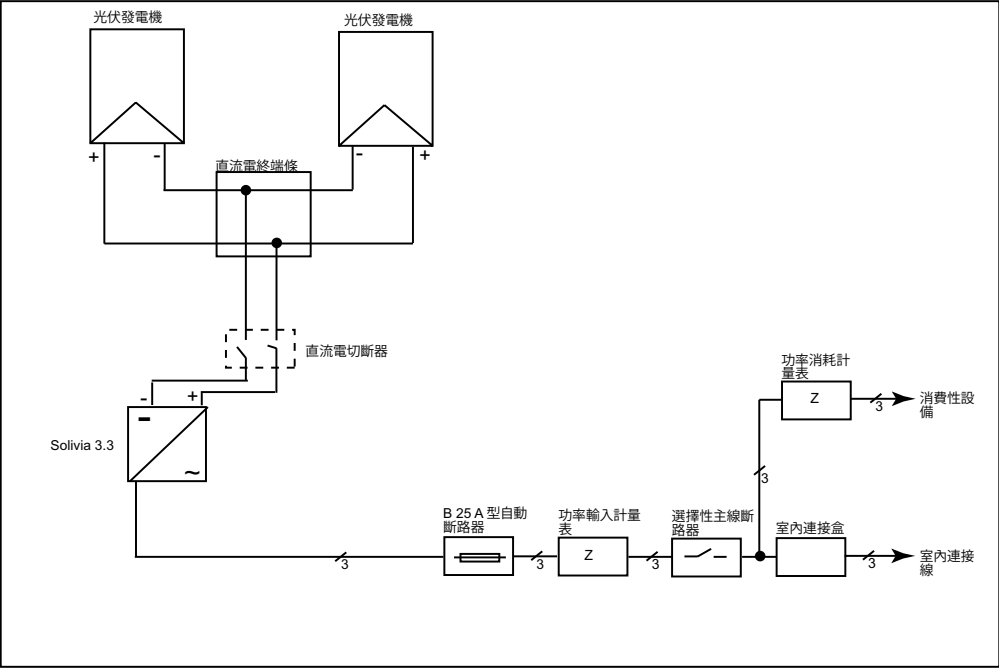 光伏發電機
光伏發電機
+
-
-
+
直流電終端條
直流電切斷器
-
+
Solivia 3.3
~
功率消耗計
量表
Z
3
消費性設
備
3
B 25 A 型自動
斷路器
功率輸入計量
表
選擇性主線斷
路器
室內連接盒
Z
室內連接
線
3
3
3
3